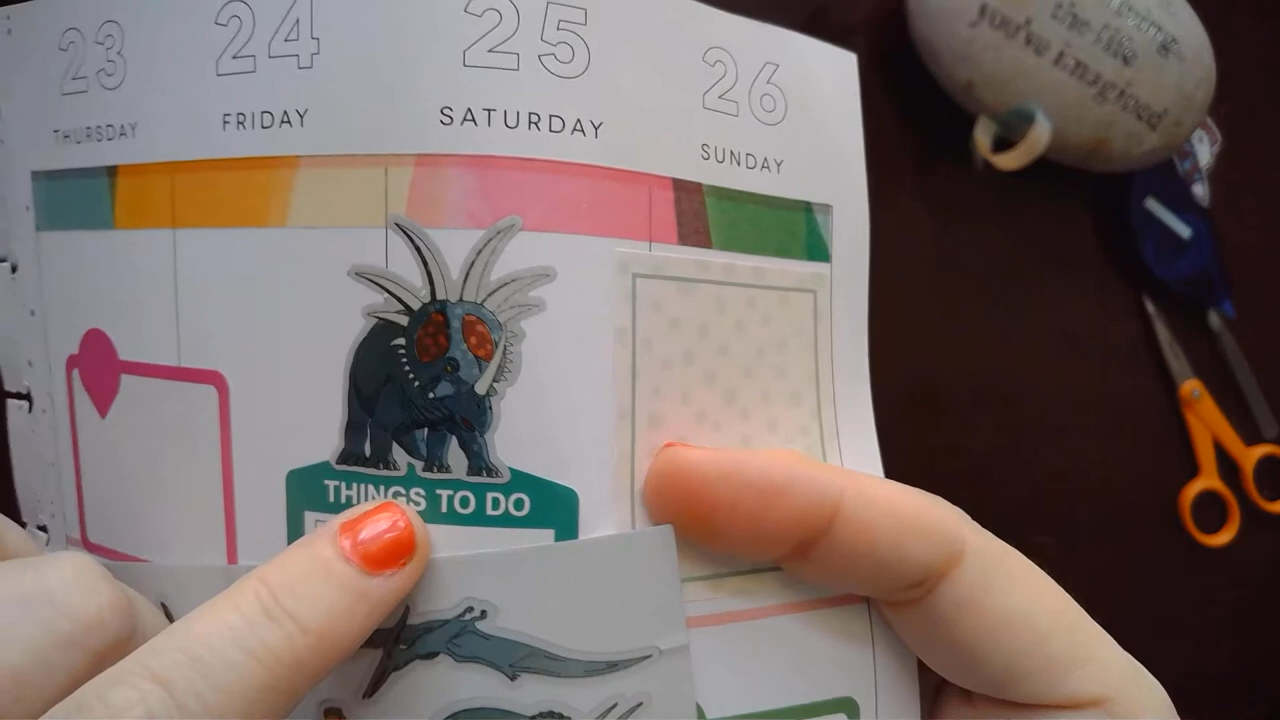 23 24 25 26
THURSDAY FRIDAY SATURDAY SUNDAY
THINGS TO DO
the life
you've imagined